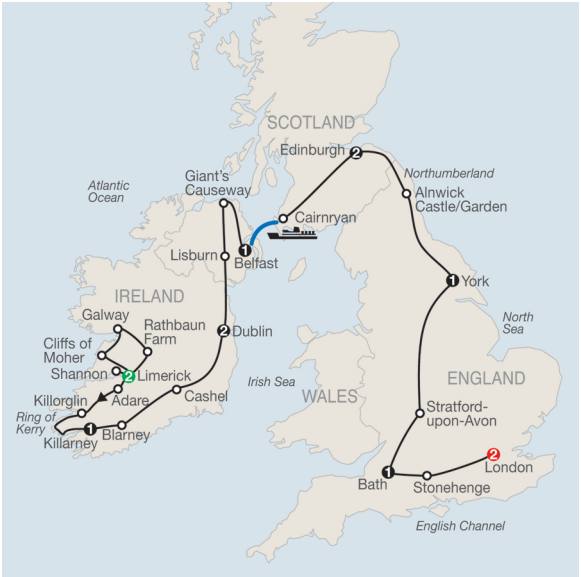 SCOTLAND
Edinburgh
2
Northumberland
Giant's
Causeway
Atlantic
Ocean
Alnwick
Castle/Garden
Cairnryan
Lisburn
1
Belfast
1
York
IRELAND
Galway
Rathbaun
Farm
2
Dublin
North
Sea
Cliffs of
Moher
Shannon
2
Limerick
Irish Sea
ENGLAND
WALES
Killorglin
Adare
Cashel
Ring of
Kerry
1
Killarney
Blarney
Stratford-
upon-Avon
2
London
1
Bath
Stonehenge
English Channel